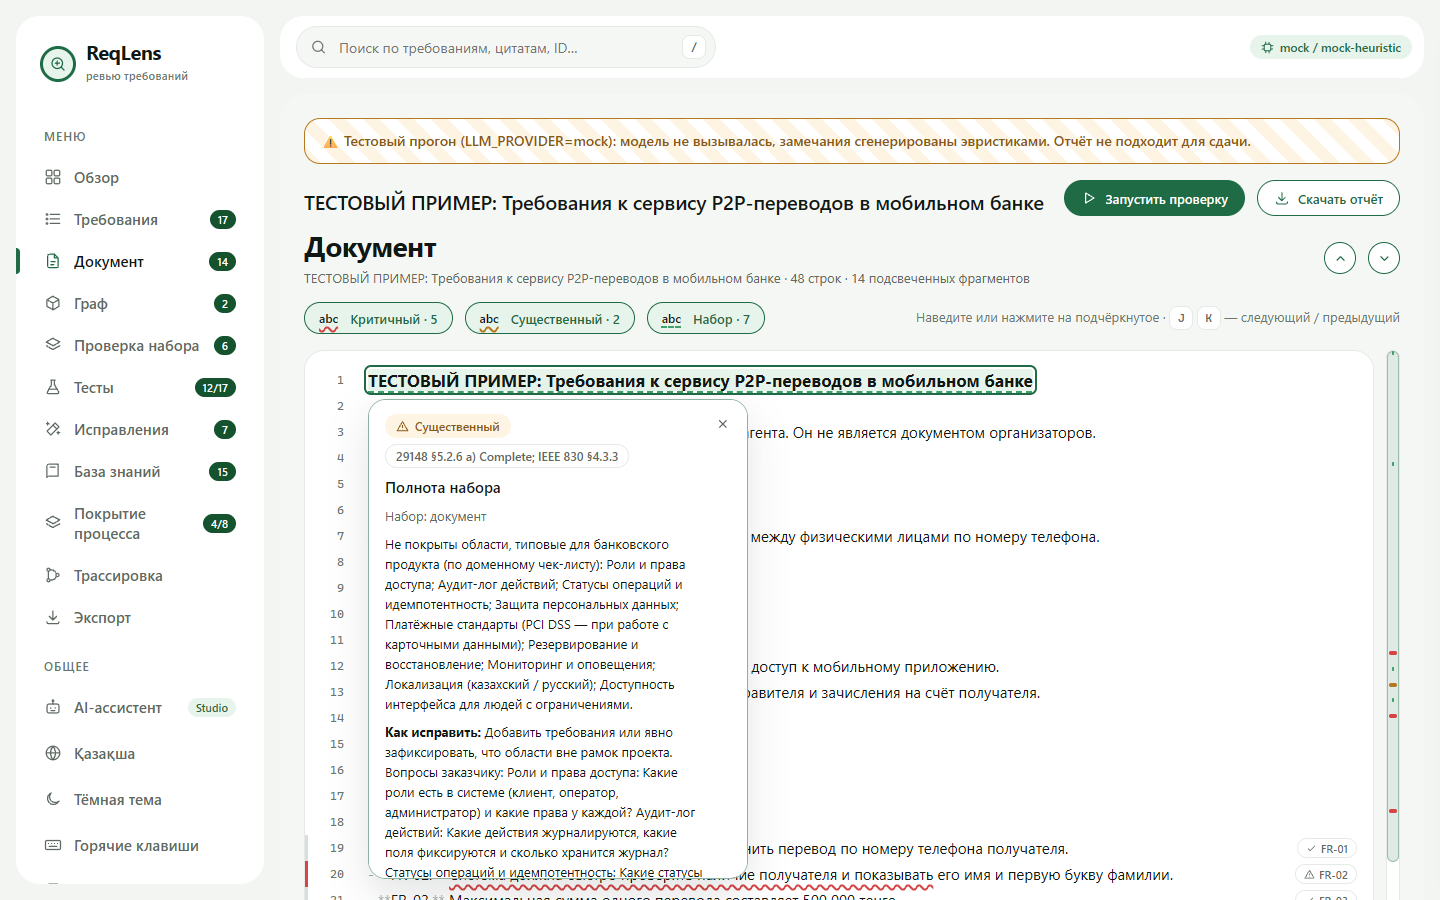 ReqLens
ревью требований
МЕНЮ
Обзор
Требования 17
Документ 14
Граф 2
Проверка набора 6
Тесты 12/17
Исправления 7
База знаний 15
Покрытие процесса 4/8
Трассировка
Экспорт
ОБЩЕЕ
AI-ассистент Studio
Қазақша
Тёмная тема
Горячие клавиши
Поиск по требованиям, цитатам, ID... /
mock / mock-heuristic
Тестовый прогон (LLM_PROVIDER=mock): модель не вызывалась, замечания сгенерированы эвристиками. Отчёт не подходит для сдачи.
ТЕСТОВЫЙ ПРИМЕР: Требования к сервису P2P-переводов в мобильном банке
Запустить проверку
Скачать отчёт
Документ
ТЕСТОВЫЙ ПРИМЕР: Требования к сервису P2P-переводов в мобильном банке · 48 строк · 14 подсвеченных фрагментов
abc Критичный · 5
abc Существенный · 2
abc Набор · 7
Наведите или нажмите на подчёркнутое · J K — следующий / предыдущий
1 ТЕСТОВЫЙ ПРИМЕР: Требования к сервису P2P-переводов в мобильном банке
2
3 Он не является документом организаторов.
4
5
6
7 между физическими лицами по номеру телефона.
8
9
10
11
12 доступ к мобильному приложению.
13 и зачисления на счёт получателя.
14
15
16
17
18
19 перевод по номеру телефона получателя. FR-01
20 получателя и показывать его имя и первую букву фамилии. FR-02
Существенный
29148 §5.2.6 a) Complete; IEEE 830 §4.3.3
Полнота набора
Набор: документ
Не покрыты области, типовые для банковского
продукта (по доменному чек-листу): Роли и права
доступа; Аудит-лог действий; Статусы операций и
идемпотентность; Защита персональных данных;
Платёжные стандарты (PCI DSS — при работе с
карточными данными); Резервирование и
восстановление; Мониторинг и оповещения;
Локализация (казахский / русский); Доступность
интерфейса для людей с ограничениями.
Как исправить: Добавить требования или явно
зафиксировать, что области вне рамок проекта.
Вопросы заказчику: Роли и права доступа: Какие
роли есть в системе (клиент, оператор,
администратор) и какие права у каждой? Аудит-лог
действий: Какие действия журналируются, какие
поля фиксируются и сколько хранится журнал?
Статусы операций и идемпотентность: Какие статусы